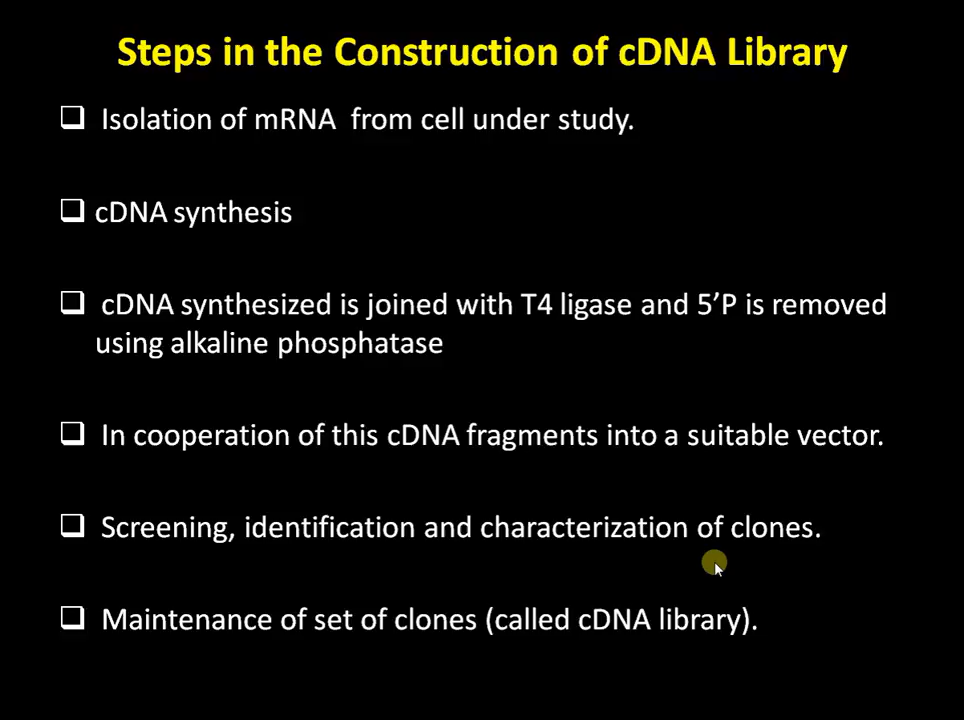 Steps in the Construction of cDNA Library
Isolation of mRNA from cell under study.
cDNA synthesis
cDNA synthesized is joined with T4 ligase and 5’P is removed
using alkaline phosphatase
In cooperation of this cDNA fragments into a suitable vector.
Screening, identification and characterization of clones.
Maintenance of set of clones (called cDNA library).